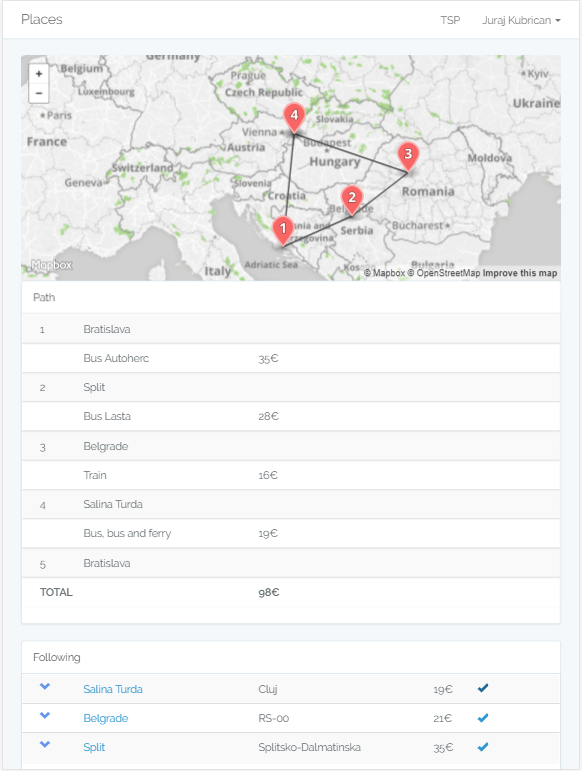 Places TSP Juraj Kubrican
+
−
Germany
Belgium
Prague
Kyiv
Luxembourg
Czech Republic
Ukraine
Paris
4
Slovakia
Vienna
France
Austria
Budapest
3
Moldova
Switzerland
Hungary
Geneva
Slovenia
2
Romania
Croatia
Belgrade
1
Serbia
Bucharest
Mapbox
Italy
Adriatic Sea
Bulgaria
© Mapbox © OpenStreetMap Improve this map
Path
1 Bratislava
Bus Autoherc 35€
2 Split
Bus Lasta 28€
3 Belgrade
Train 16€
4 Salina Turda
Bus, bus and ferry 19€
5 Bratislava
TOTAL 98€
Following
Salina Turda Cluj 19€
Belgrade RS-00 21€
Split Splitsko-Dalmatinska 35€